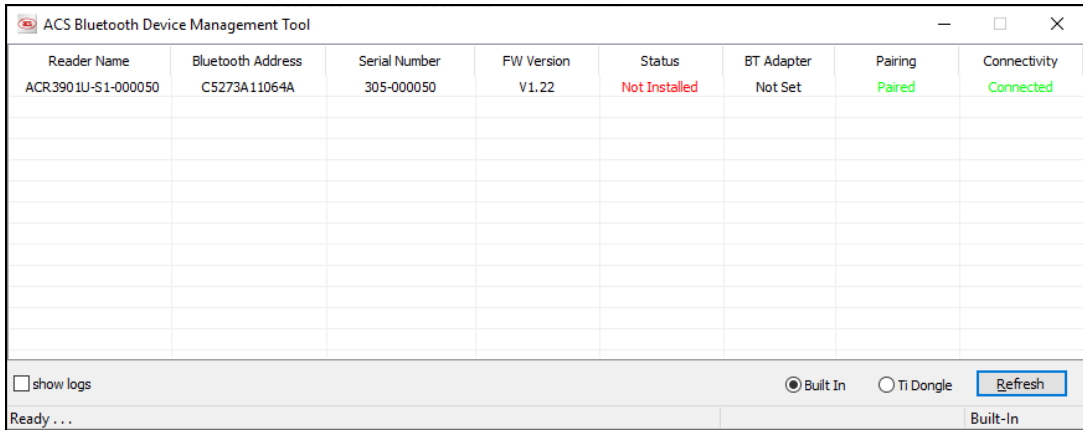 ACS Bluetooth Device Management Tool
Reader Name Bluetooth Address Serial Number FW Version Status BT Adapter Pairing Connectivity
ACR3901U-S1-000050 C5273A11064A 305-000050 V1.22 Not Installed Not Set Paired Connected
show logs Built In Ti Dongle Refresh
Ready . . . Built-In